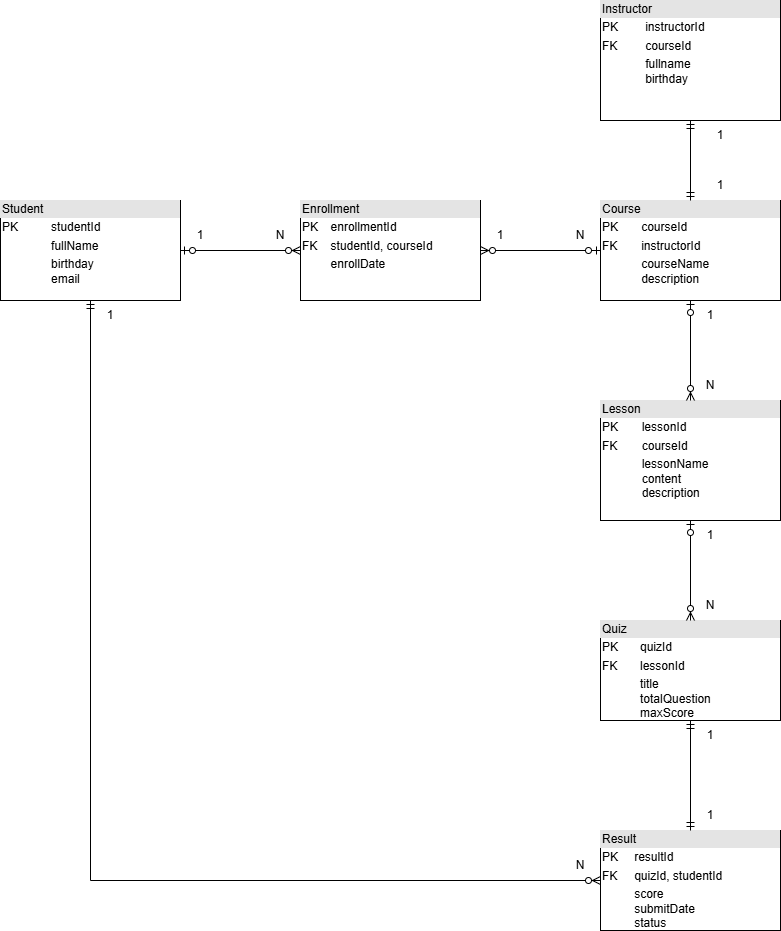 Instructor
PK instructorId
FK courseId
fullname
birthday
1
1
Student
PK studentId
fullName
birthday
email
1
N
Enrollment
PK enrollmentId
FK studentId, courseId
enrollDate
1
N
Course
PK courseId
FK instructorId
courseName
description
1
1
N
Lesson
PK lessonId
FK courseId
lessonName
content
description
1
N
Quiz
PK quizId
FK lessonId
title
totalQuestion
maxScore
1
1
N
Result
PK resultId
FK quizId, studentId
score
submitDate
status